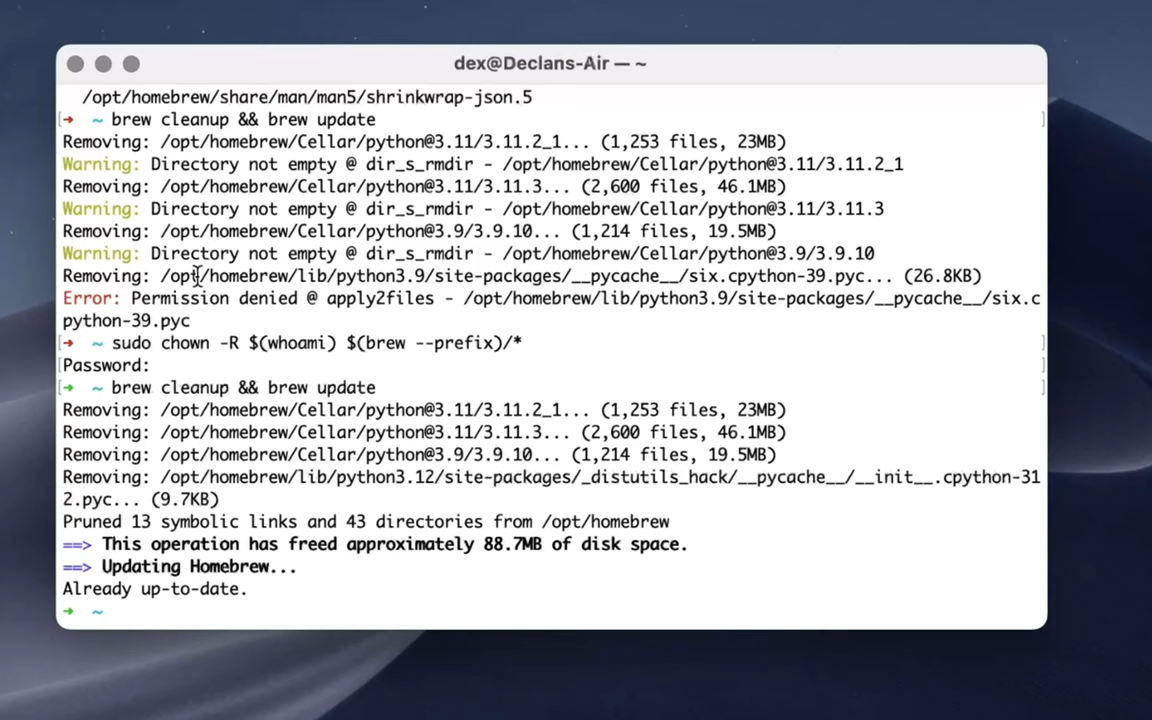 dex@Declans-Air — ~
/opt/homebrew/share/man/man5/shrinkwrap-json.5
[➜  ~ brew cleanup && brew update ]
Removing: /opt/homebrew/Cellar/python@3.11/3.11.2_1... (1,253 files, 23MB)
Warning: Directory not empty @ dir_s_rmdir - /opt/homebrew/Cellar/python@3.11/3.11.2_1
Removing: /opt/homebrew/Cellar/python@3.11/3.11.3... (2,600 files, 46.1MB)
Warning: Directory not empty @ dir_s_rmdir - /opt/homebrew/Cellar/python@3.11/3.11.3
Removing: /opt/homebrew/Cellar/python@3.9/3.9.10... (1,214 files, 19.5MB)
Warning: Directory not empty @ dir_s_rmdir - /opt/homebrew/Cellar/python@3.9/3.9.10
Removing: /opt/homebrew/lib/python3.9/site-packages/__pycache__/six.cpython-39.pyc... (26.8KB)
Error: Permission denied @ apply2files - /opt/homebrew/lib/python3.9/site-packages/__pycache__/six.c
python-39.pyc
[➜  ~ sudo chown -R $(whoami) $(brew --prefix)/* ]
[Password: ]
[➜  ~ brew cleanup && brew update ]
Removing: /opt/homebrew/Cellar/python@3.11/3.11.2_1... (1,253 files, 23MB)
Removing: /opt/homebrew/Cellar/python@3.11/3.11.3... (2,600 files, 46.1MB)
Removing: /opt/homebrew/Cellar/python@3.9/3.9.10... (1,214 files, 19.5MB)
Removing: /opt/homebrew/lib/python3.12/site-packages/_distutils_hack/__pycache__/__init__.cpython-31
2.pyc... (9.7KB)
Pruned 13 symbolic links and 43 directories from /opt/homebrew
==> This operation has freed approximately 88.7MB of disk space.
==> Updating Homebrew...
Already up-to-date.
➜  ~